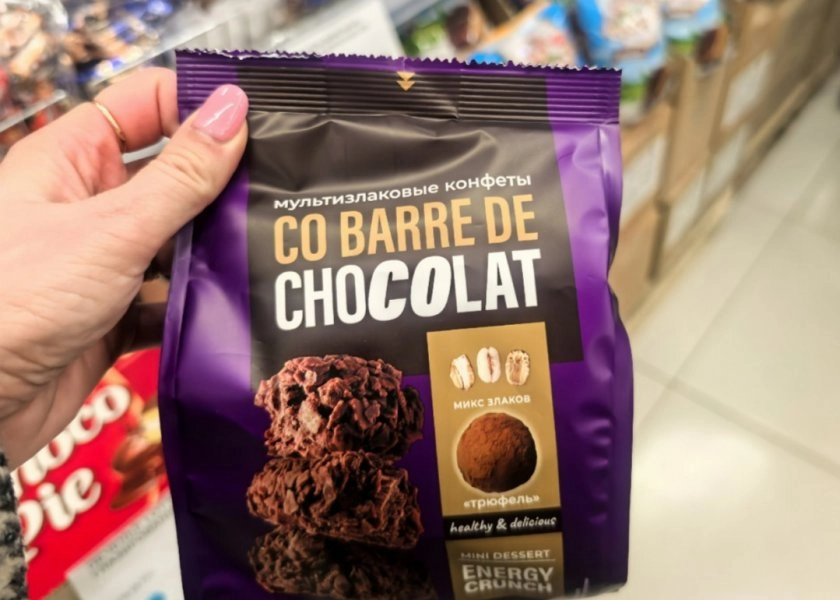 мультизлаковые конфеты
CO BARRE DE
CHOCOLAT
МИКС ЗЛАКОВ
«трюфель»
healthy & delicious
MINI DESSERT
ENERGY
CRUNCH
Choco
Pie